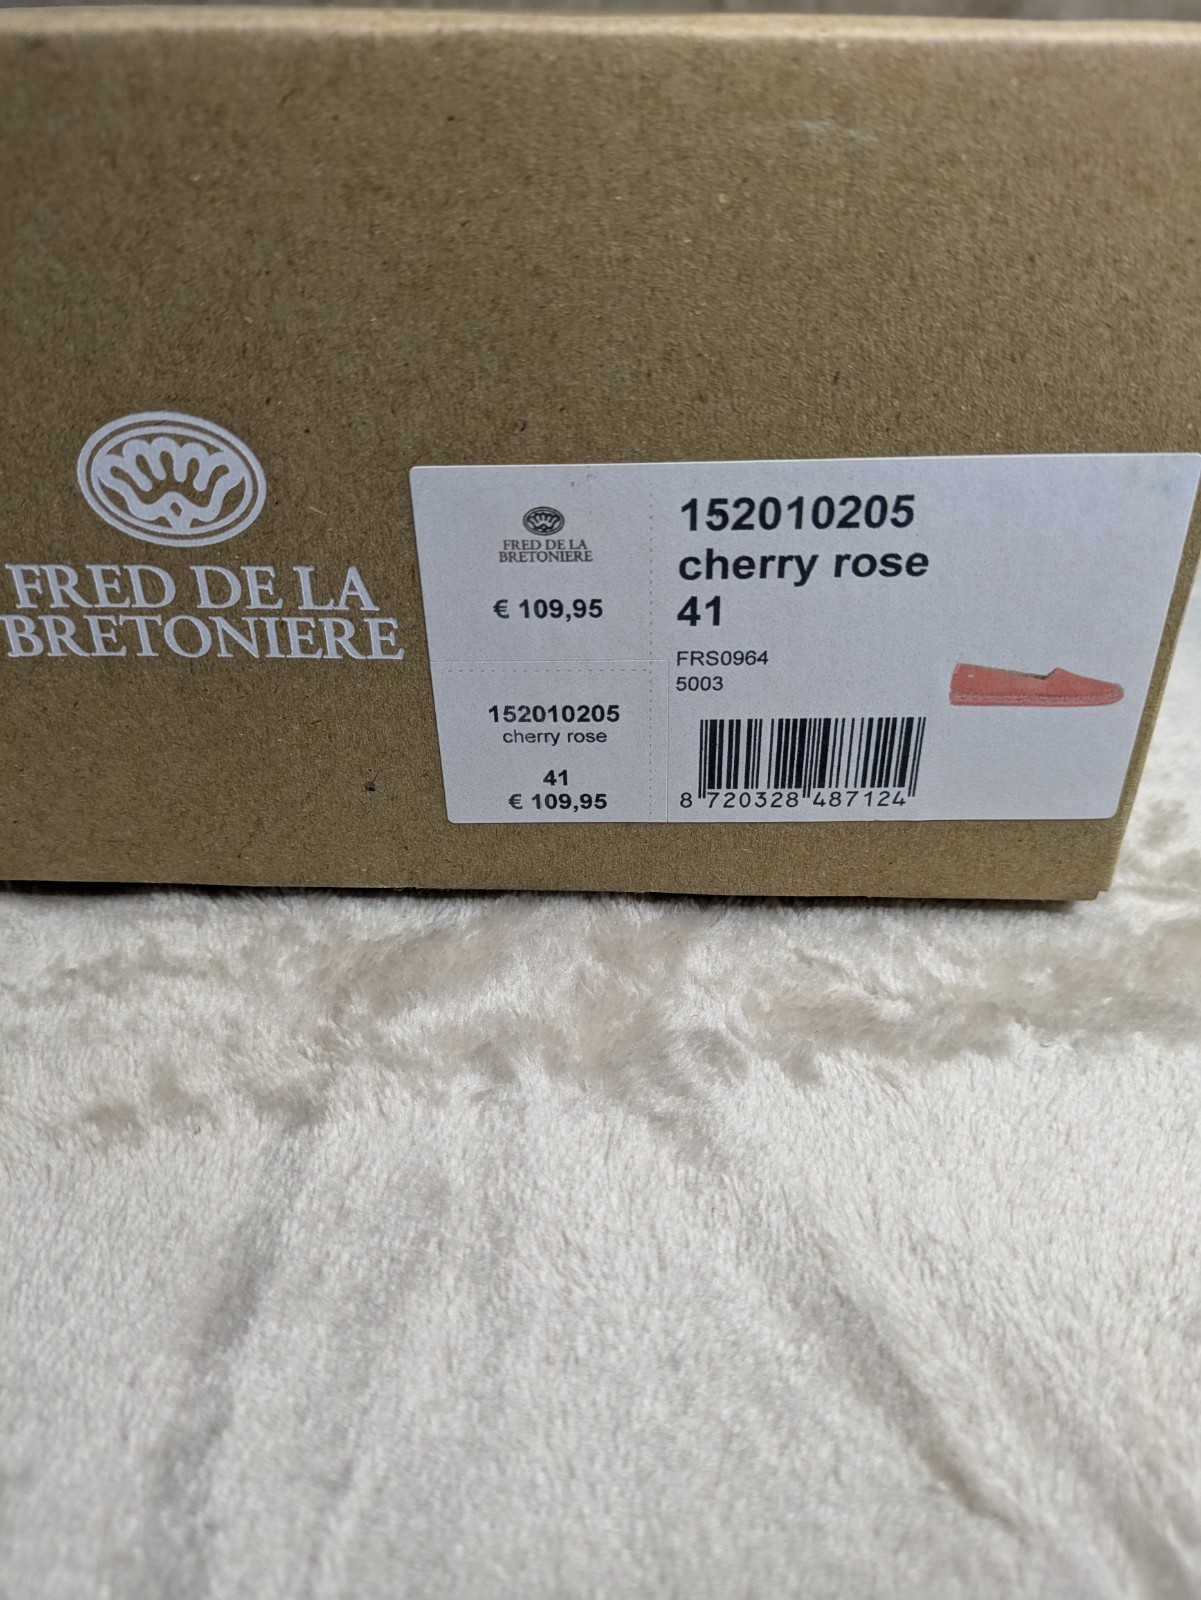 FRED DE LA
BRETONIERE
FRED DE LA
BRETONIERE
€ 109,95
152010205
cherry rose
41
€ 109,95
152010205
cherry rose
41
FRS0964
5003
8 720328 487124